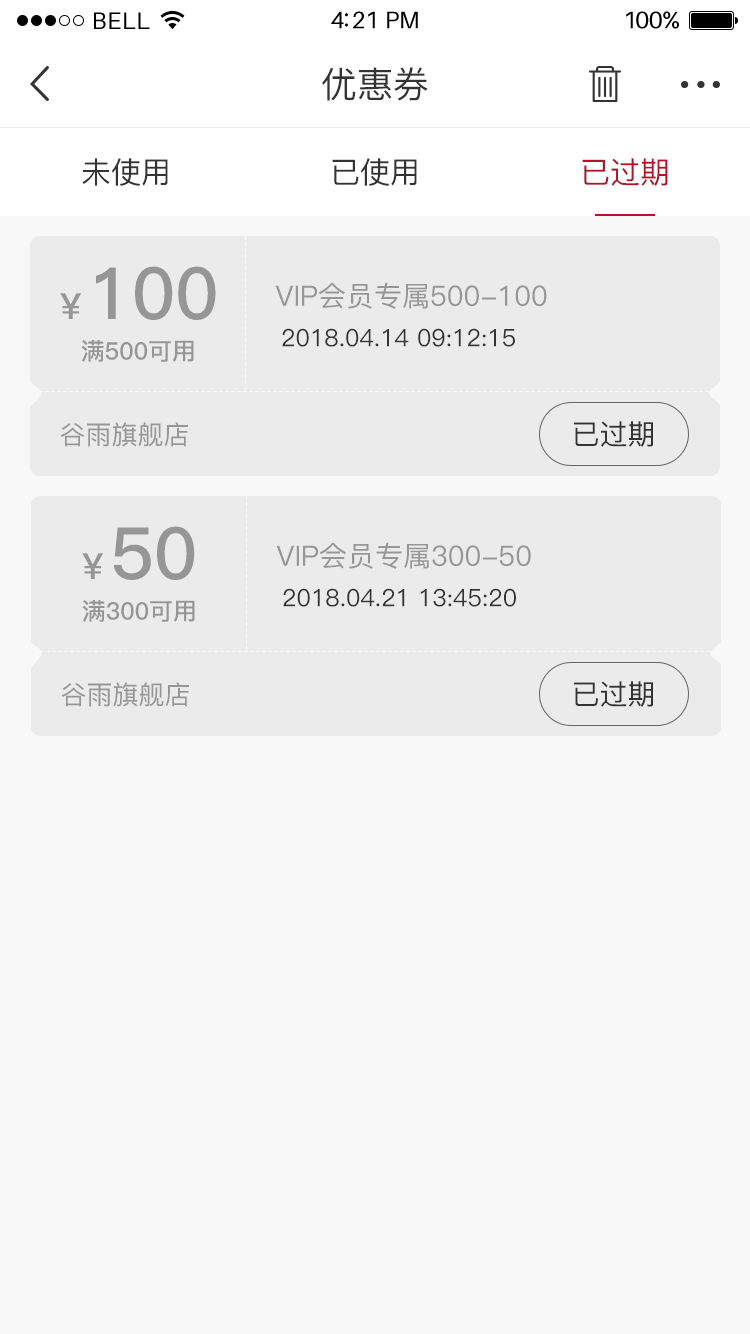 BELL 4:21 PM 100%
优惠券
未使用 已使用 已过期
¥100
满500可用
VIP会员专属500-100
2018.04.14 09:12:15
谷雨旗舰店 已过期
¥50
满300可用
VIP会员专属300-50
2018.04.21 13:45:20
谷雨旗舰店 已过期